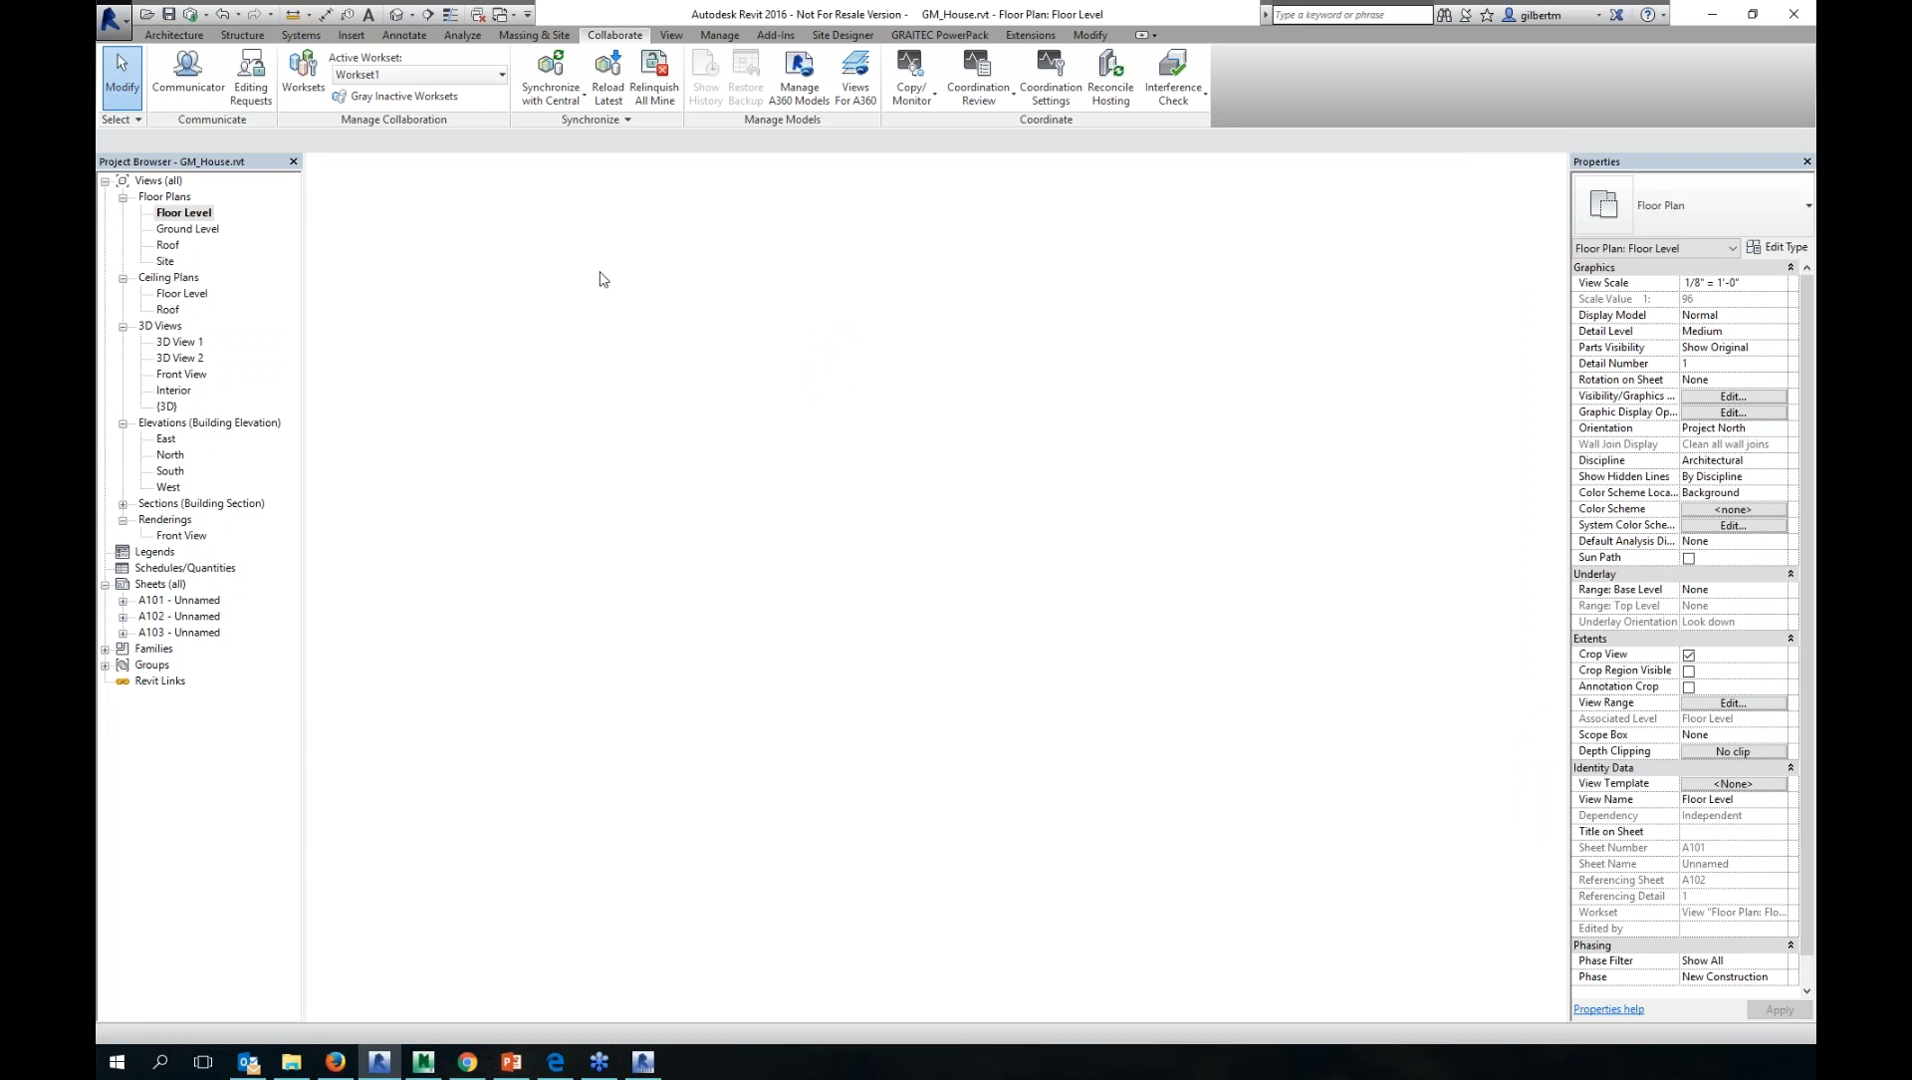 Autodesk Revit 2016 - Not For Resale Version - GM_House.rvt - Floor Plan: Floor Level
Type a keyword or phrase
gilbertm
Architecture Structure Systems Insert Annotate Analyze Massing & Site Collaborate View Manage Add-Ins Site Designer GRAITEC PowerPack Extensions Modify
Modify
Select
Communicator
Editing Requests
Communicate
Worksets
Active Workset:
Workset1
Gray Inactive Worksets
Manage Collaboration
Synchronize with Central
Reload Latest
Relinquish All Mine
Synchronize
Show History
Restore Backup
Manage A360 Models
Views For A360
Manage Models
Copy/ Monitor
Coordination Review
Coordination Settings
Reconcile Hosting
Interference Check
Coordinate
Project Browser - GM_House.rvt
Views (all)
Floor Plans
Floor Level
Ground Level
Roof
Site
Ceiling Plans
Floor Level
Roof
3D Views
3D View 1
3D View 2
Front View
Interior
{3D}
Elevations (Building Elevation)
East
North
South
West
Sections (Building Section)
Renderings
Front View
Legends
Schedules/Quantities
Sheets (all)
A101 - Unnamed
A102 - Unnamed
A103 - Unnamed
Families
Groups
Revit Links
Properties
Floor Plan
Floor Plan: Floor Level Edit Type
Graphics
View Scale 1/8" = 1'-0"
Scale Value 1: 96
Display Model Normal
Detail Level Medium
Parts Visibility Show Original
Detail Number 1
Rotation on Sheet None
Visibility/Graphics ... Edit...
Graphic Display Op... Edit...
Orientation Project North
Wall Join Display Clean all wall joins
Discipline Architectural
Show Hidden Lines By Discipline
Color Scheme Loca... Background
Color Scheme <none>
System Color Sche... Edit...
Default Analysis Di... None
Sun Path
Underlay
Range: Base Level None
Range: Top Level None
Underlay Orientation Look down
Extents
Crop View
Crop Region Visible
Annotation Crop
View Range Edit...
Associated Level Floor Level
Scope Box None
Depth Clipping No clip
Identity Data
View Template <None>
View Name Floor Level
Dependency Independent
Title on Sheet
Sheet Number A101
Sheet Name Unnamed
Referencing Sheet A102
Referencing Detail 1
Workset View "Floor Plan: Flo...
Edited by
Phasing
Phase Filter Show All
Phase New Construction
Properties help Apply